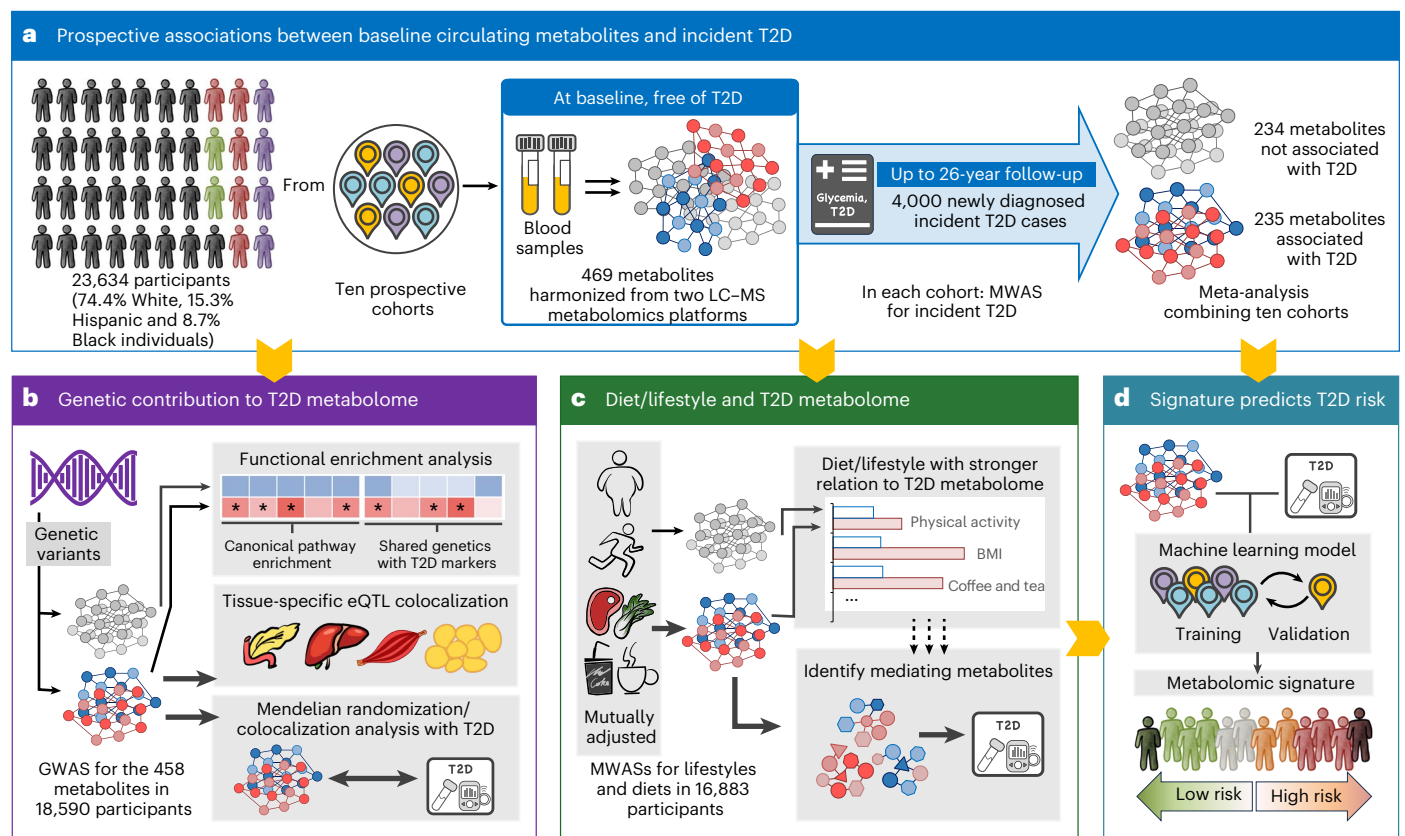 a Prospective associations between baseline circulating metabolites and incident T2D
23,634 participants
(74.4% White, 15.3%
Hispanic and 8.7%
Black individuals)
From
Ten prospective
cohorts
At baseline, free of T2D
Blood
samples
469 metabolites
harmonized from two LC–MS
metabolomics platforms
Glycemia,
T2D
Up to 26-year follow-up
4,000 newly diagnosed
incident T2D cases
In each cohort: MWAS
for incident T2D
234 metabolites
not associated
with T2D
235 metabolites
associated
with T2D
Meta-analysis
combining ten cohorts
b Genetic contribution to T2D metabolome
Genetic
variants
GWAS for the 458
metabolites in
18,590 participants
Functional enrichment analysis
* * * * * * *
Canonical pathway
enrichment
Shared genetics
with T2D markers
Tissue-specific eQTL colocalization
Mendelian randomization/
colocalization analysis with T2D
T2D
c Diet/lifestyle and T2D metabolome
Mutually
adjusted
MWASs for lifestyles
and diets in 16,883
participants
Diet/lifestyle with stronger
relation to T2D metabolome
Physical activity
BMI
Coffee and tea
...
Identify mediating metabolites
T2D
d Signature predicts T2D risk
T2D
Machine learning model
Training
Validation
Metabolomic signature
Low risk
High risk